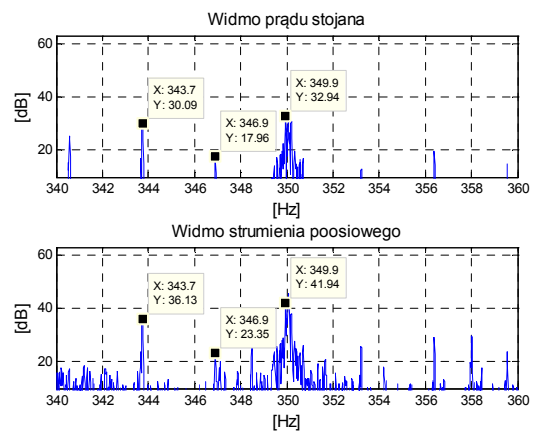 Widmo prądu stojana
60
40
20
[dB]
X: 343.7
Y: 30.09
X: 346.9
Y: 17.96
X: 349.9
Y: 32.94
340 342 344 346 348 350 352 354 356 358 360
[Hz]
Widmo strumienia poosiowego
60
40
20
[dB]
X: 343.7
Y: 36.13
X: 346.9
Y: 23.35
X: 349.9
Y: 41.94
340 342 344 346 348 350 352 354 356 358 360
[Hz]